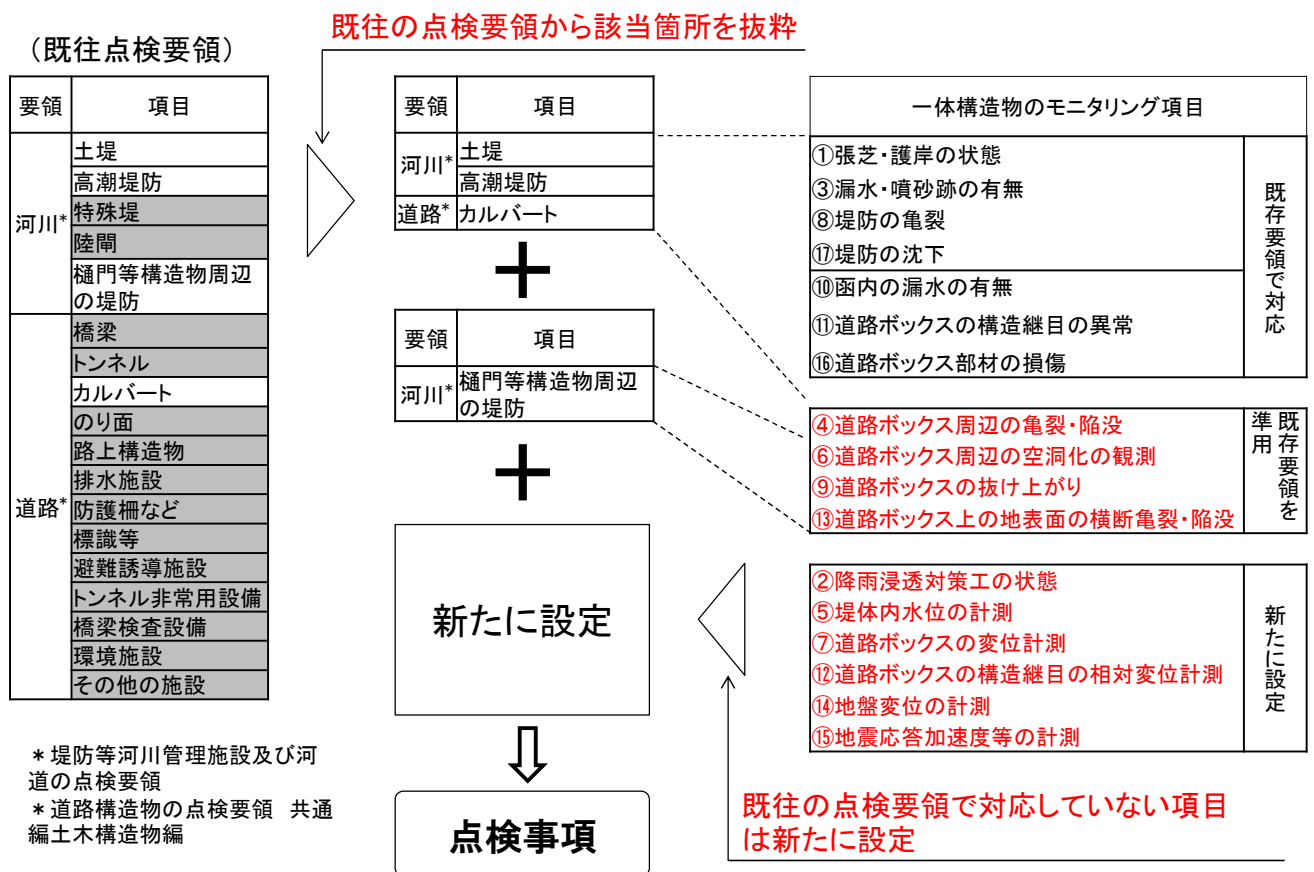 既往の点検要領から該当箇所を抜粋
（既往点検要領）
要領
項目
河川*
土堤
高潮堤防
特殊堤
陸閘
樋門等構造物周辺
の堤防
道路*
橋梁
トンネル
カルバート
のり面
路上構造物
排水施設
防護柵など
標識等
避難誘導施設
トンネル非常用設備
橋梁検査設備
環境施設
その他の施設
＊堤防等河川管理施設及び河
道の点検要領
＊道路構造物の点検要領　共通
編土木構造物編
要領
項目
河川*
土堤
高潮堤防
道路*
カルバート
＋
要領
項目
河川*
樋門等構造物周辺
の堤防
＋
新たに設定
点検事項
一体構造物のモニタリング項目
①張芝・護岸の状態
③漏水・噴砂跡の有無
⑧堤防の亀裂
⑰堤防の沈下
⑩函内の漏水の有無
⑪道路ボックスの構造継目の異常
⑯道路ボックス部材の損傷
既存要領で対応
④道路ボックス周辺の亀裂・陥没
⑥道路ボックス周辺の空洞化の観測
⑨道路ボックスの抜け上がり
⑬道路ボックス上の地表面の横断亀裂・陥没
既存要領を
準用
②降雨浸透対策工の状態
⑤堤体内水位の計測
⑦道路ボックスの変位計測
⑫道路ボックスの構造継目の相対変位計測
⑭地盤変位の計測
⑮地震応答加速度等の計測
新たに設定
既往の点検要領で対応していない項目
は新たに設定